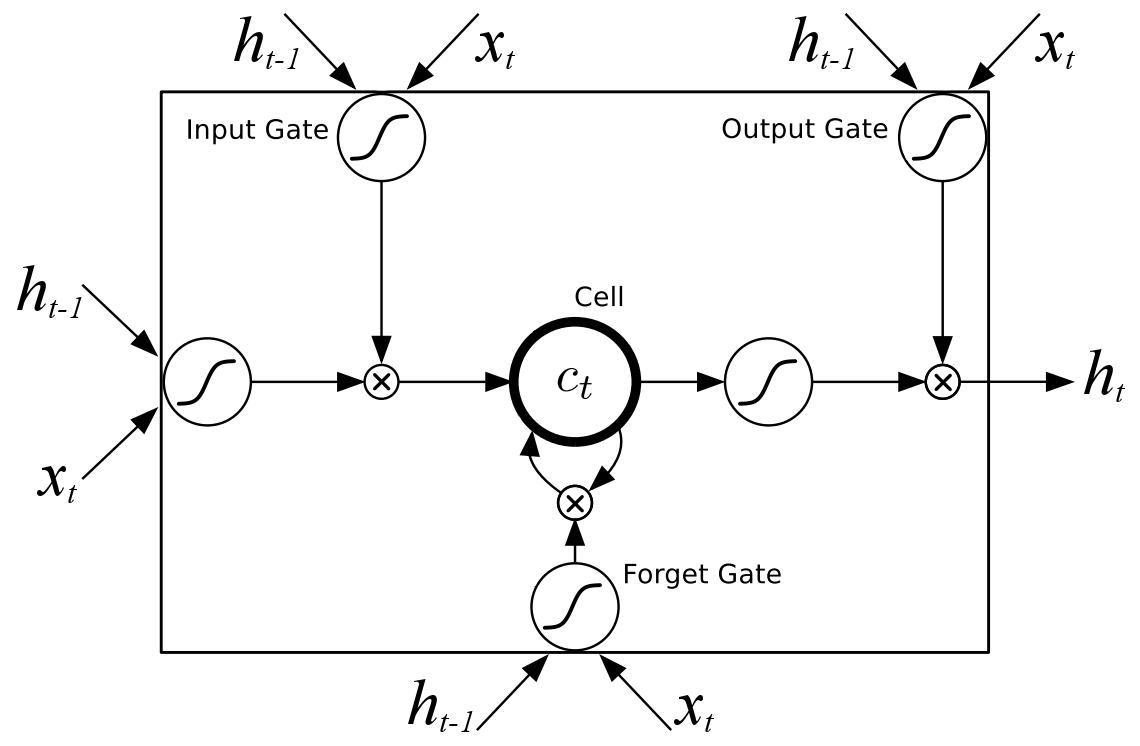 h_{t-1} x_t h_{t-1} x_t
Input Gate Output Gate
h_{t-1}
Cell
c_t
h_t
x_t
Forget Gate
h_{t-1} x_t